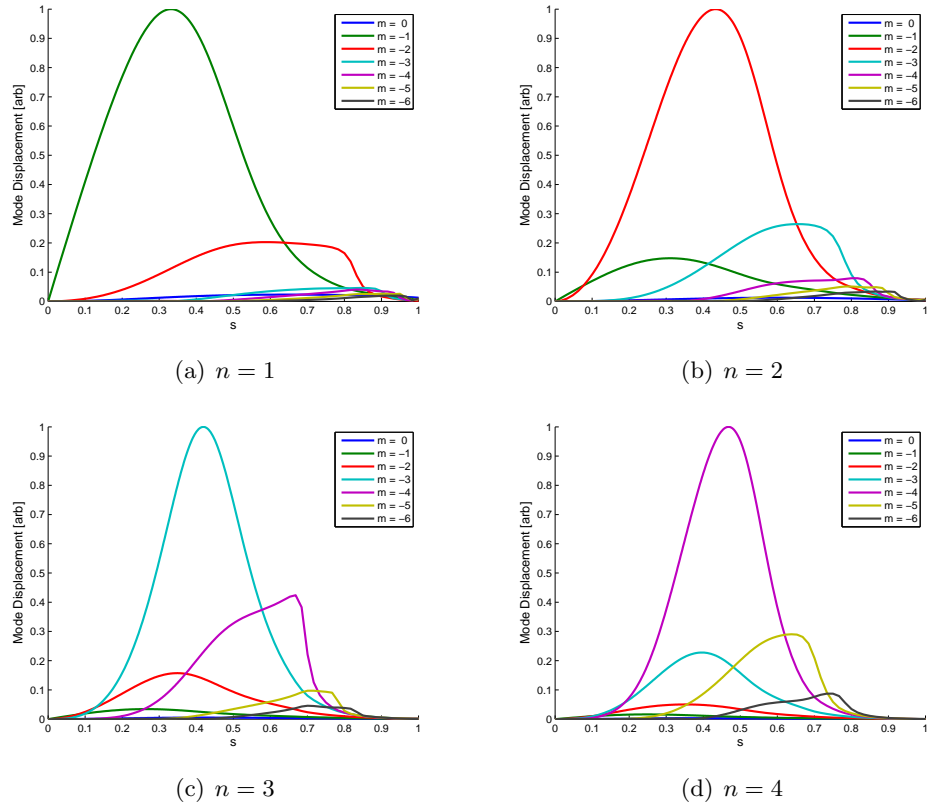 Mode Displacement [arb]
1
0.9
0.8
0.7
0.6
0.5
0.4
0.3
0.2
0.1
0
0 0.1 0.2 0.3 0.4 0.5 0.6 0.7 0.8 0.9 1
s
m = 0
m = −1
m = −2
m = −3
m = −4
m = −5
m = −6
(a) n = 1
Mode Displacement [arb]
1
0.9
0.8
0.7
0.6
0.5
0.4
0.3
0.2
0.1
0
0 0.1 0.2 0.3 0.4 0.5 0.6 0.7 0.8 0.9 1
s
m = 0
m = −1
m = −2
m = −3
m = −4
m = −5
m = −6
(b) n = 2
Mode Displacement [arb]
1
0.9
0.8
0.7
0.6
0.5
0.4
0.3
0.2
0.1
0
0 0.1 0.2 0.3 0.4 0.5 0.6 0.7 0.8 0.9 1
s
m = 0
m = −1
m = −2
m = −3
m = −4
m = −5
m = −6
(c) n = 3
Mode Displacement [arb]
1
0.9
0.8
0.7
0.6
0.5
0.4
0.3
0.2
0.1
0
0 0.1 0.2 0.3 0.4 0.5 0.6 0.7 0.8 0.9 1
s
m = 0
m = −1
m = −2
m = −3
m = −4
m = −5
m = −6
(d) n = 4